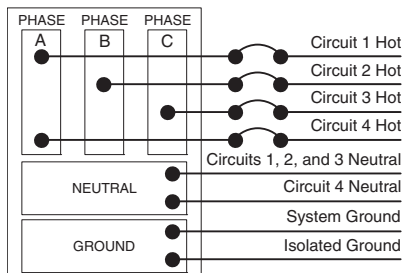 PHASE PHASE PHASE
A B C
Circuit 1 Hot
Circuit 2 Hot
Circuit 3 Hot
Circuit 4 Hot
Circuits 1, 2, and 3 Neutral
NEUTRAL
Circuit 4 Neutral
System Ground
GROUND
Isolated Ground